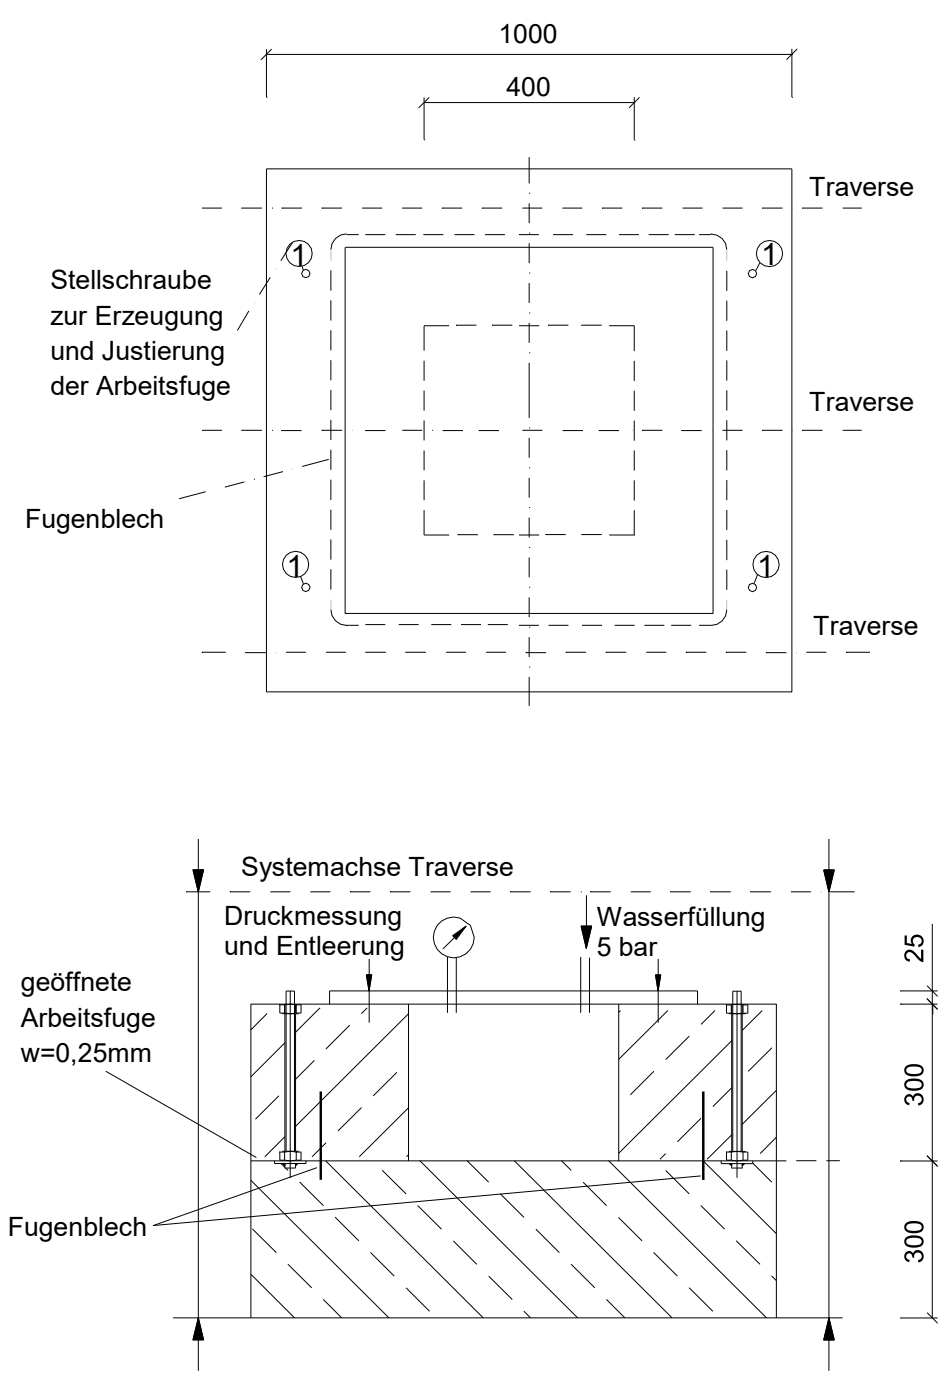 1000
400
Traverse
1
1
Stellschraube
zur Erzeugung
und Justierung
der Arbeitsfuge
Traverse
Fugenblech
1
1
Traverse
Systemachse Traverse
Druckmessung
und Entleerung
Wasserfüllung
5 bar
25
geöffnete
Arbeitsfuge
w=0,25mm
300
Fugenblech
300